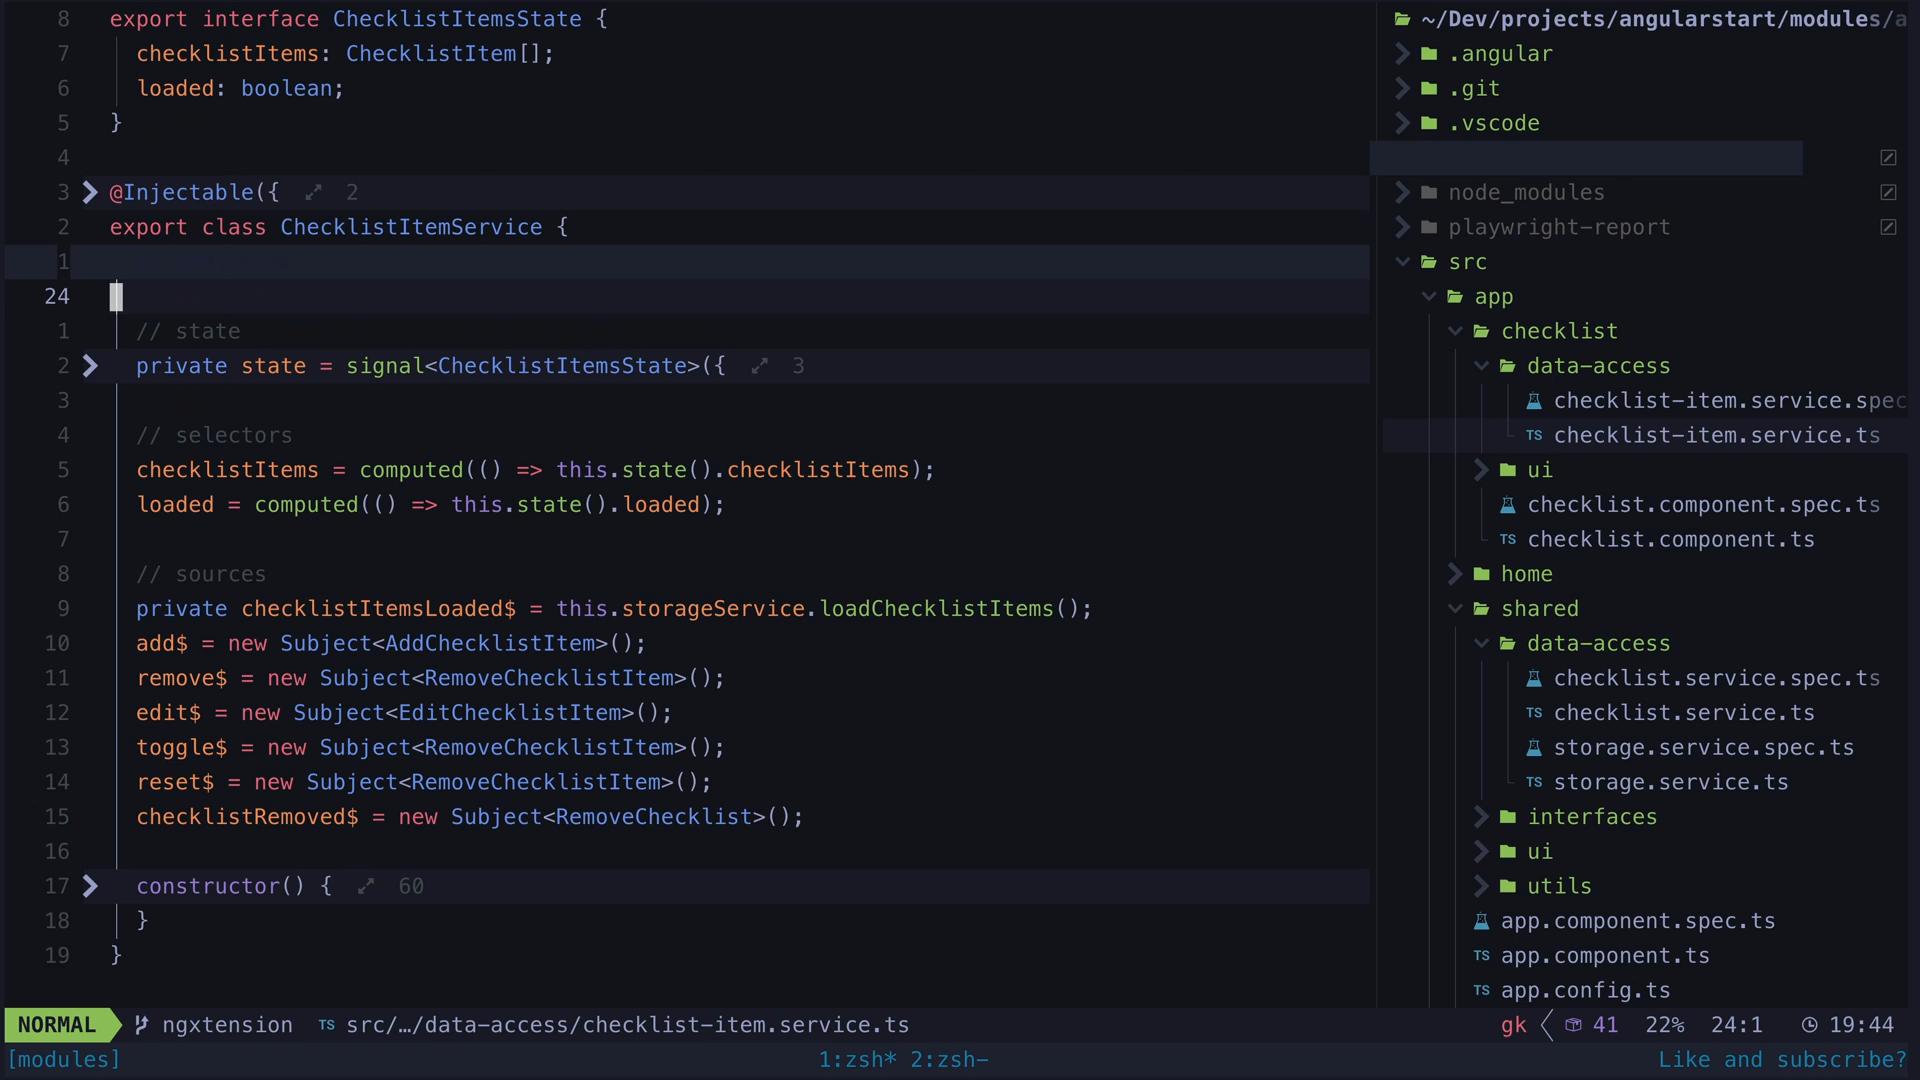 8 export interface ChecklistItemsState {
7 checklistItems: ChecklistItem[];
6 loaded: boolean;
5 }
4
3 @Injectable({ 2
2 export class ChecklistItemService {
1
24
1 // state
2 private state = signal<ChecklistItemsState>({ 3
3
4 // selectors
5 checklistItems = computed(() => this.state().checklistItems);
6 loaded = computed(() => this.state().loaded);
7
8 // sources
9 private checklistItemsLoaded$ = this.storageService.loadChecklistItems();
10 add$ = new Subject<AddChecklistItem>();
11 remove$ = new Subject<RemoveChecklistItem>();
12 edit$ = new Subject<EditChecklistItem>();
13 toggle$ = new Subject<RemoveChecklistItem>();
14 reset$ = new Subject<RemoveChecklistItem>();
15 checklistRemoved$ = new Subject<RemoveChecklist>();
16
17 constructor() { 60
18 }
19 }
~/Dev/projects/angularstart/modules/a
.angular
.git
.vscode
node_modules
playwright-report
src
app
checklist
data-access
checklist-item.service.spec
TS checklist-item.service.ts
ui
checklist.component.spec.ts
TS checklist.component.ts
home
shared
data-access
checklist.service.spec.ts
TS checklist.service.ts
storage.service.spec.ts
TS storage.service.ts
interfaces
ui
utils
app.component.spec.ts
TS app.component.ts
TS app.config.ts
NORMAL ngxtension TS src/…/data-access/checklist-item.service.ts gk 41 22% 24:1 19:44
[modules] 1:zsh* 2:zsh- Like and subscribe?